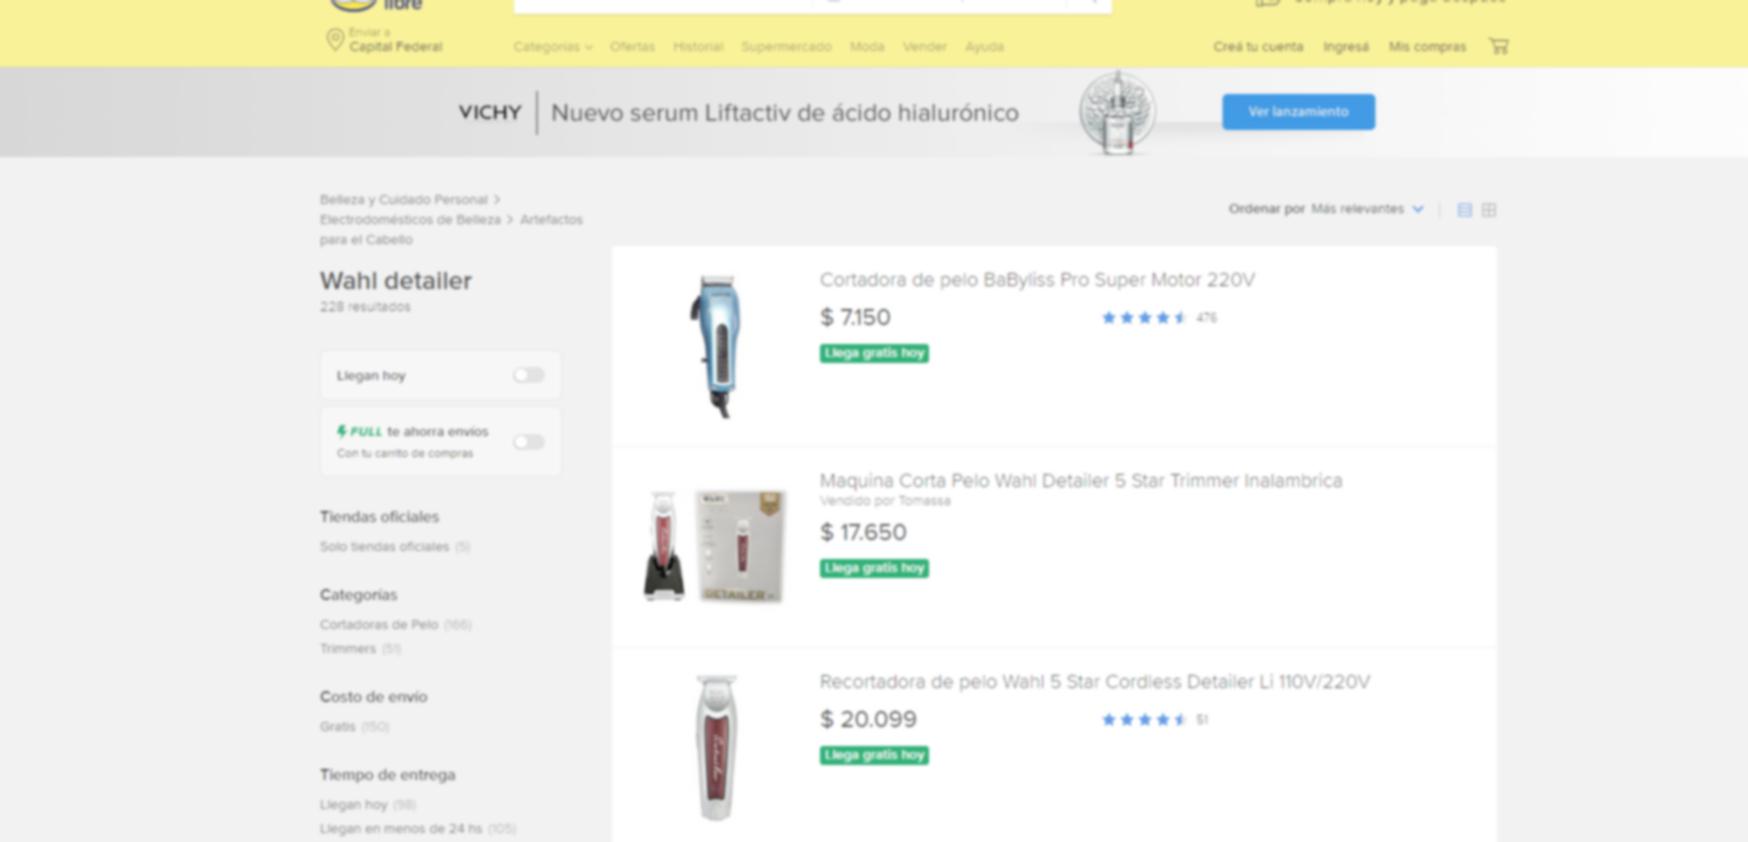 libre
Enviar a
Capital Federal
Categorías Ofertas Historial Supermercado Moda Vender Ayuda
Creá tu cuenta Ingresá Mis compras
VICHY Nuevo serum Liftactiv de ácido hialurónico
Ver lanzamiento
Belleza y Cuidado Personal >
Electrodomésticos de Belleza > Artefactos
para el Cabello
Wahl detailer
228 resultados
Llegan hoy
FULL te ahorra envíos
Con tu carrito de compras
Tiendas oficiales
Solo tiendas oficiales (5)
Categorías
Cortadoras de Pelo (166)
Trimmers (51)
Costo de envío
Gratis (150)
Tiempo de entrega
Llegan hoy (98)
Llegan en menos de 24 hs (105)
Ordenar por Más relevantes
Cortadora de pelo BaByliss Pro Super Motor 220V
$ 7.150
476
Llega gratis hoy
WAHL
DETAILER
Maquina Corta Pelo Wahl Detailer 5 Star Trimmer Inalambrica
Vendido por Tomassa
$ 17.650
Llega gratis hoy
Recortadora de pelo Wahl 5 Star Cordless Detailer Li 110V/220V
$ 20.099
51
Llega gratis hoy